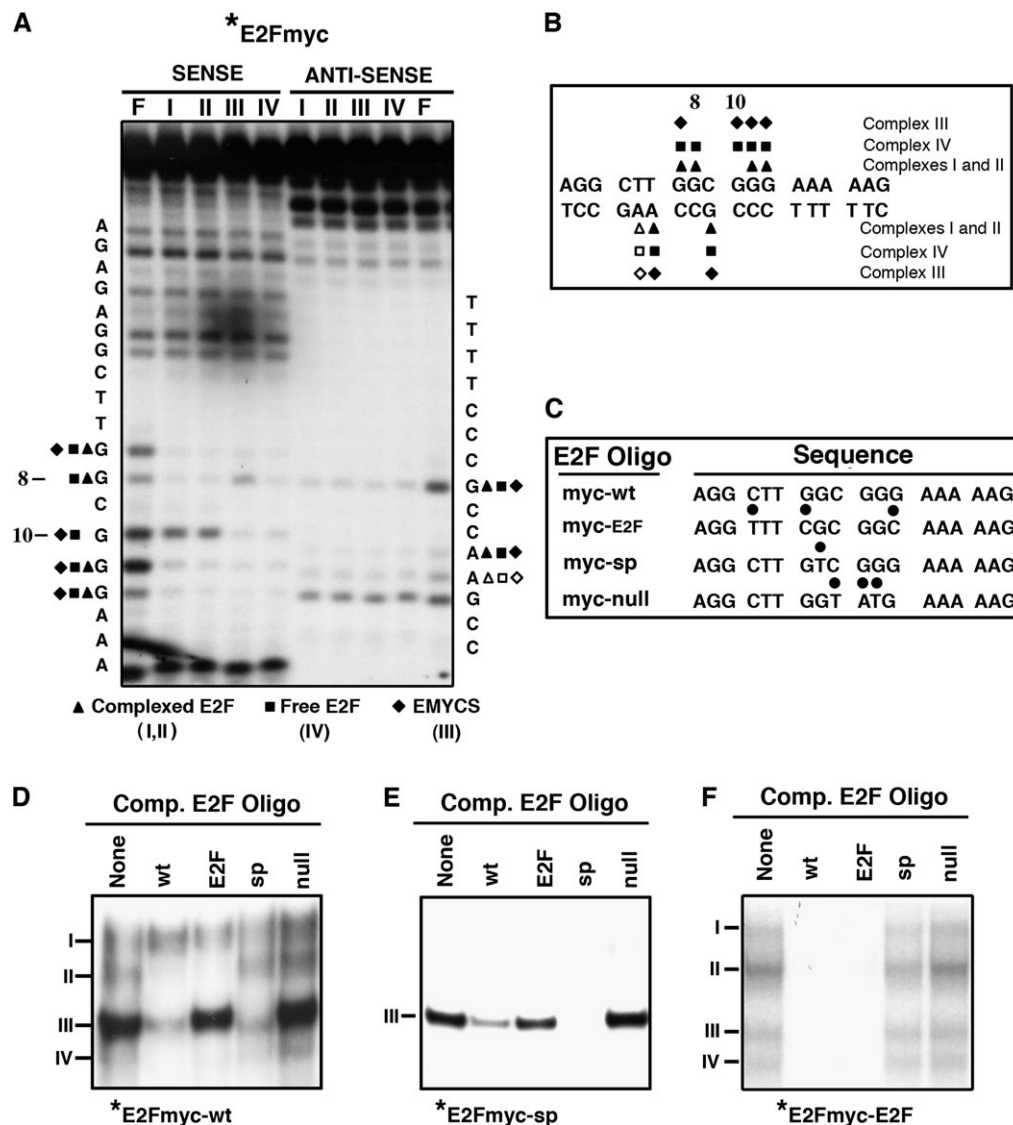 A
*E2Fmyc
SENSE ANTI-SENSE
F I II III IV I II III IV F
A
G
A
G
A
G
G
C
T
T
G
8 G
C
10 G
G
G
A
A
A
T
T
T
T
C
C
C
G
C
C
A
A
G
C
C
▲ Complexed E2F ■ Free E2F ◆ EMYCS
(I,II) (IV) (III)
B
8 10
Complex III
Complex IV
Complexes I and II
AGG CTT GGC GGG AAA AAG
TCC GAA CCG CCC TTT TTC
Complexes I and II
Complex IV
Complex III
C
E2F Oligo Sequence
myc-wt AGG CTT GGC GGG AAA AAG
myc-E2F AGG TTT CGC GGC AAA AAG
myc-sp AGG CTT GTC GGG AAA AAG
myc-null AGG CTT GGT ATG AAA AAG
D
Comp. E2F Oligo
None wt E2F sp null
I
II
III
IV
*E2Fmyc-wt
E
Comp. E2F Oligo
None wt E2F sp null
III
*E2Fmyc-sp
F
Comp. E2F Oligo
None wt E2F sp null
I
II
III
IV
*E2Fmyc-E2F